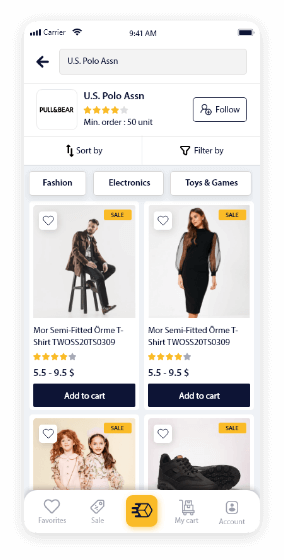 Carrier
9:41 AM
U.S. Polo Assn
PULL&BEAR
U.S. Polo Assn
Min. order : 50 unit
Follow
Sort by
Filter by
Fashion
Electronics
Toys & Games
SALE
SALE
Mor Semi-Fitted Örme T-
Shirt TWOSS20TS0309
5.5 - 9.5 $
Add to cart
Mor Semi-Fitted Örme T-
Shirt TWOSS20TS0309
5.5 - 9.5 $
Add to cart
SALE
SALE
Favorites
Sale
My cart
Account